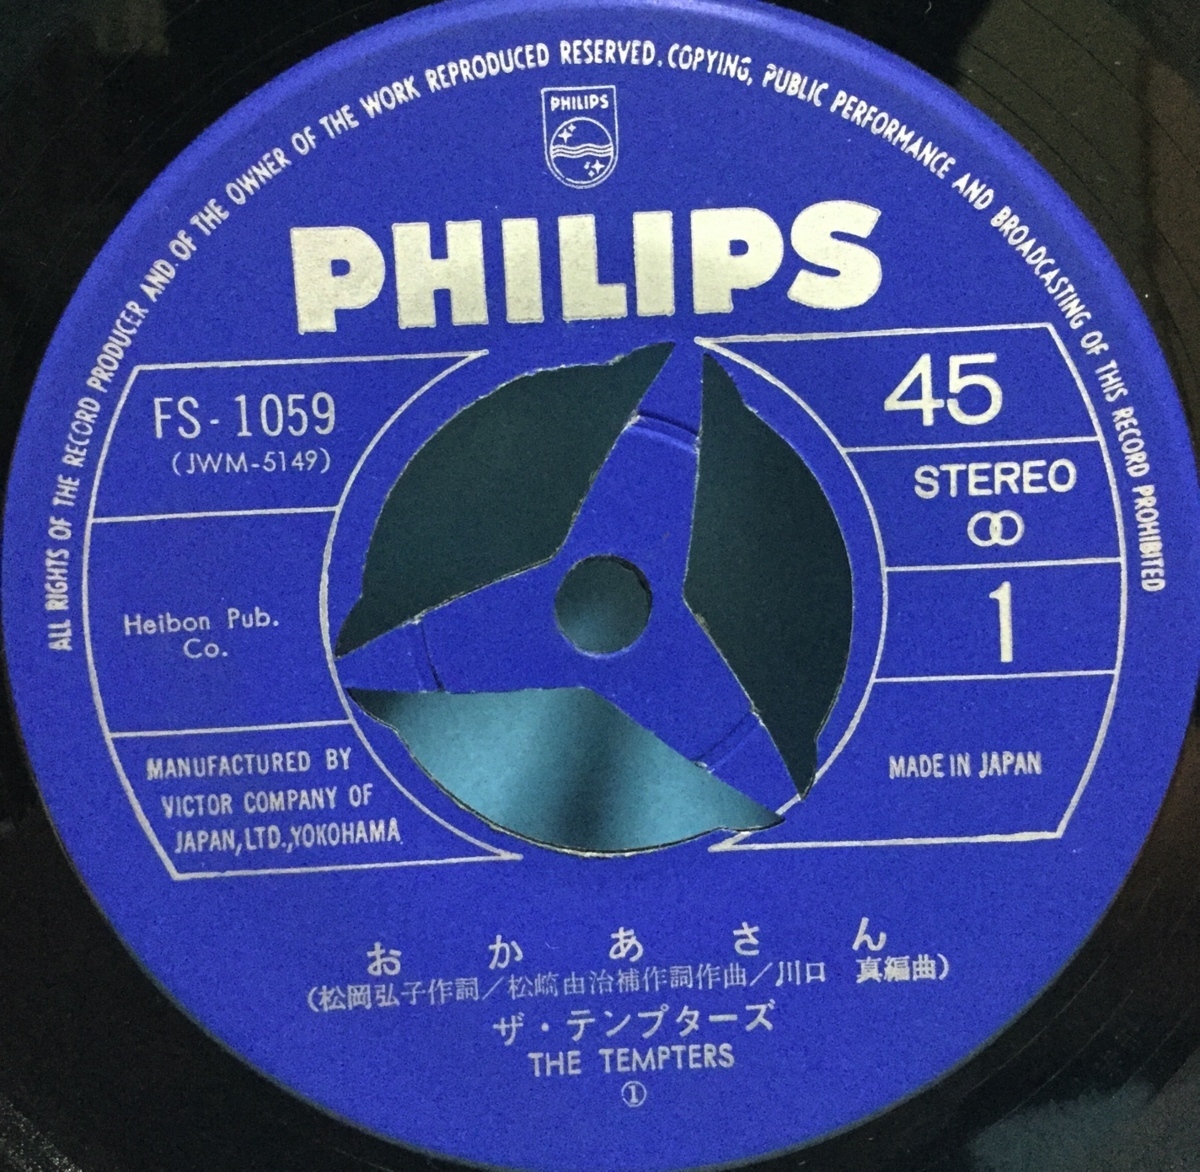 ALL RIGHTS OF THE RECORD PRODUCER AND OF THE OWNER OF THE WORK REPRODUCED RESERVED. COPYING, PUBLIC PERFORMANCE AND BROADCASTING OF THIS RECORD PROHIBITED
PHILIPS
PHILIPS
FS-1059
(JWM-5149)
Heibon Pub.
Co.
MANUFACTURED BY
VICTOR COMPANY OF
JAPAN, LTD., YOKOHAMA
45
STEREO
1
MADE IN JAPAN
おかあさん
(松岡弘子作詞/松崎由治補作詞作曲/川口 真編曲)
ザ・テンプターズ
THE TEMPTERS
①